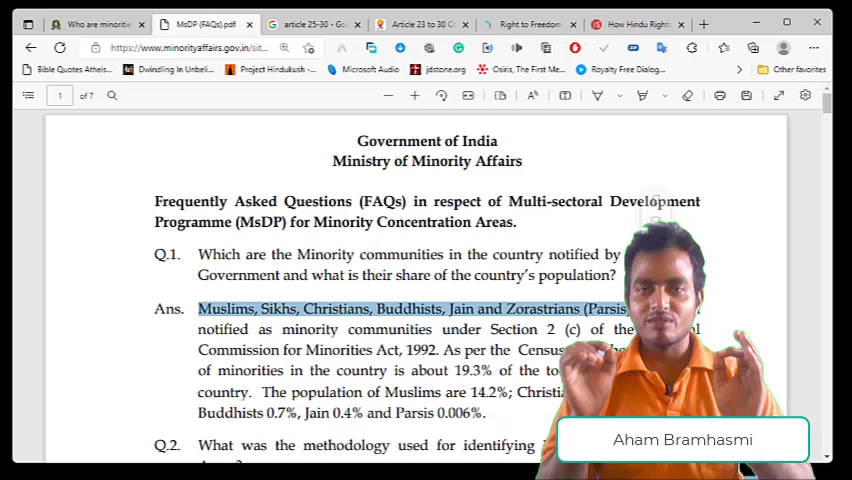 Who are minoritie
MsDP (FAQs).pdf
article 25-30 - Go
Article 23 to 30 Co
Right to Freedom
How Hindu Rights
https://www.minorityaffairs.gov.in/sit...
Bible Quotes Atheis...
Dwindling In Unbeli...
Project Hindukush -...
Microsoft Audio
jdstone.org
Osiris, The First Me...
Royalty Free Dialog...
Other favorites
1 of 7
Government of India
Ministry of Minority Affairs
Frequently Asked Questions (FAQs) in respect of Multi-sectoral Development
Programme (MsDP) for Minority Concentration Areas.
Q.1. Which are the Minority communities in the country notified by
Government and what is their share of the country's population?
Ans. Muslims, Sikhs, Christians, Buddhists, Jain and Zorastrians (Parsis
notified as minority communities under Section 2 (c) of the
Commission for Minorities Act, 1992. As per the Census
of minorities in the country is about 19.3% of the to
country. The population of Muslims are 14.2%; Christi
Buddhists 0.7%, Jain 0.4% and Parsis 0.006%.
Q.2. What was the methodology used for identifying
Aham Bramhasmi